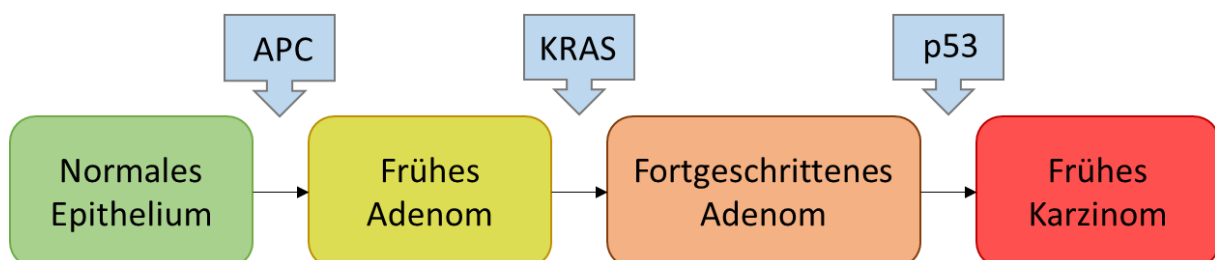 APC
KRAS
p53
Normales
Epithelium
Frühes
Adenom
Fortgeschrittenes
Adenom
Frühes
Karzinom